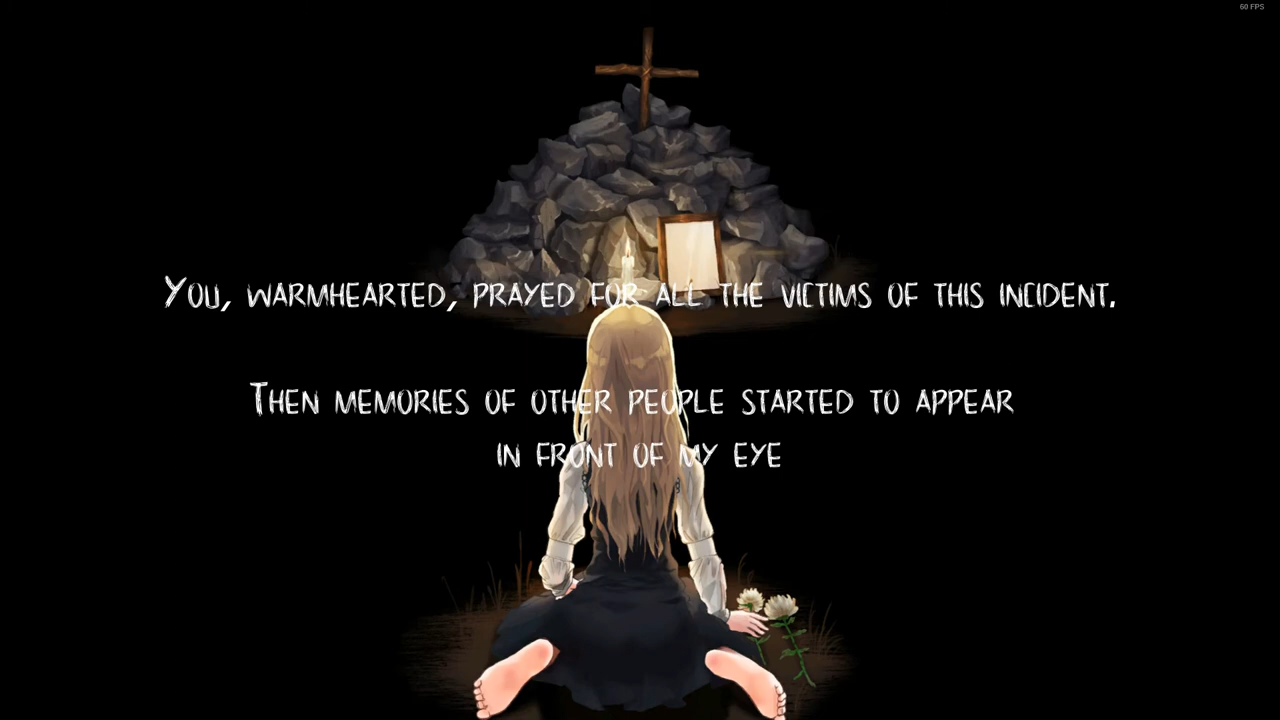 60 FPS
You, warmhearted, prayed for all the victims of this incident.
Then memories of other people started to appear
in front of my eye